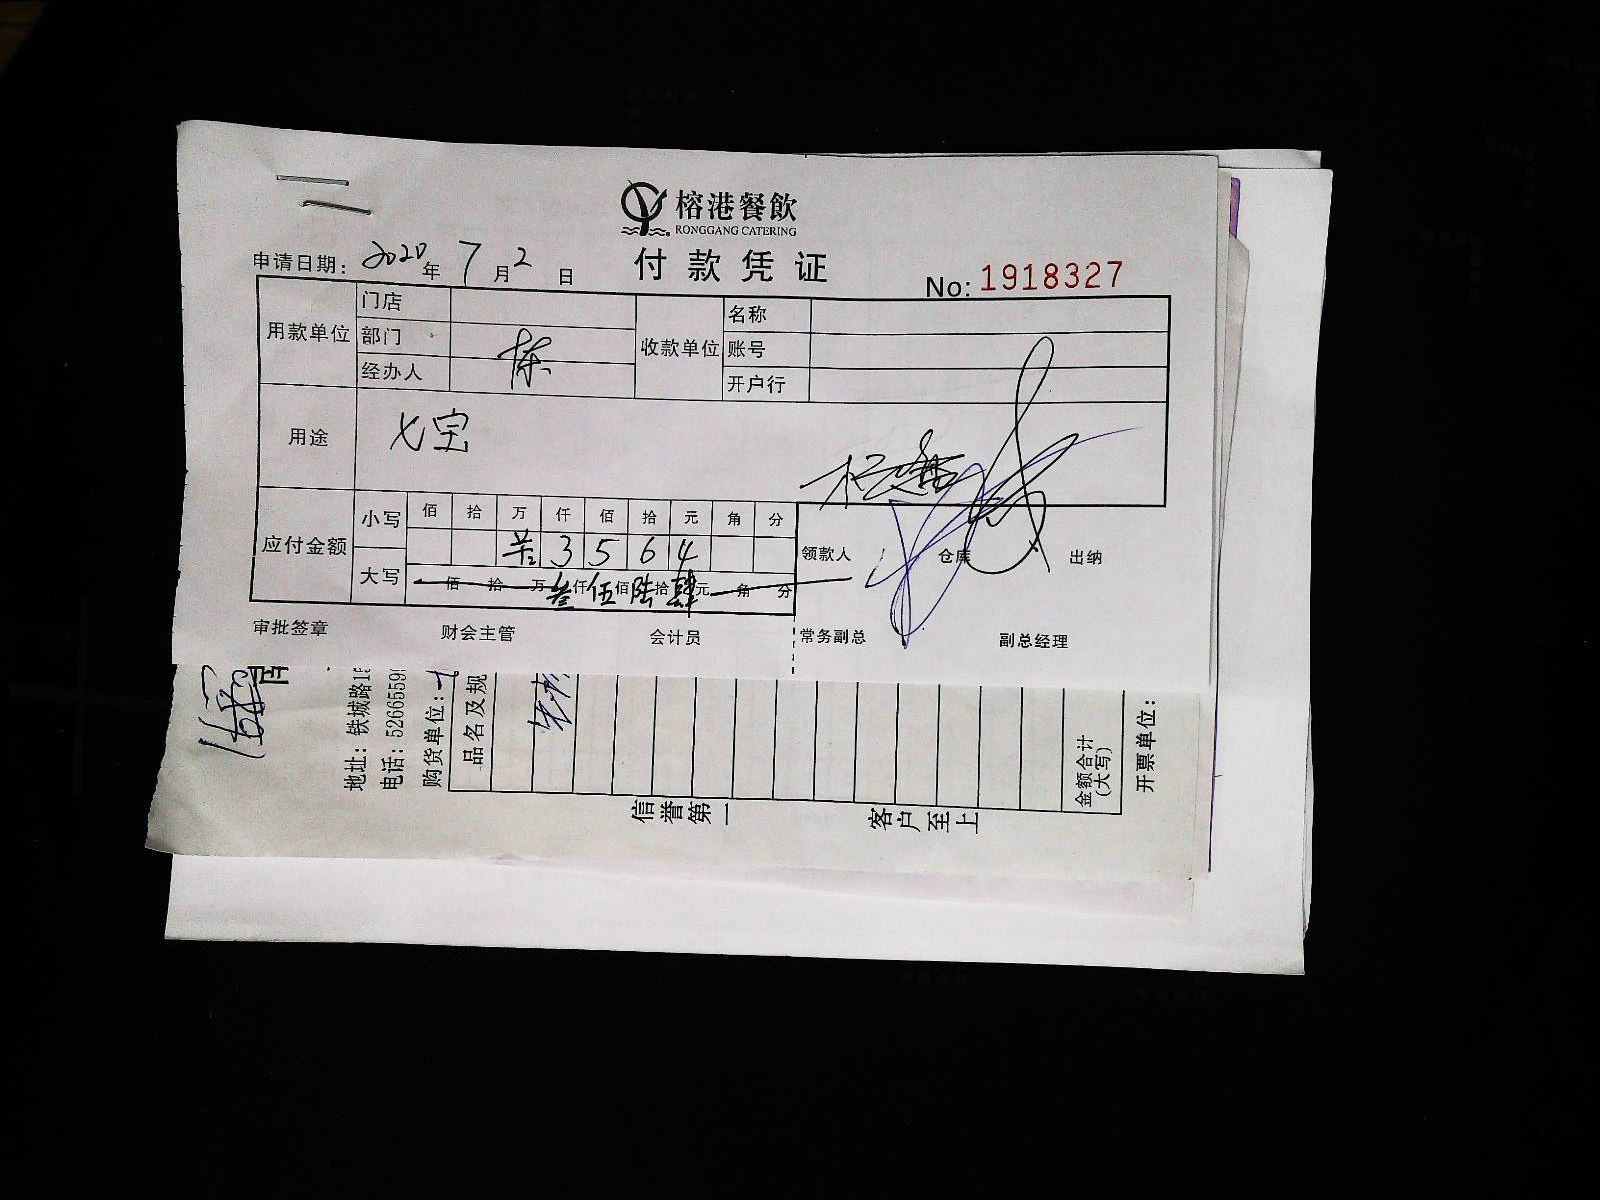 榕港餐飲
RONGGANG CATERING
付款凭证
申请日期: 2020年 7月2日
No: 1918327
用款单位 门店 收款单位 名称
部门 账号
经办人 开户行
用途 七宝
应付金额 小写 佰 拾 万 仟 佰 拾 元 角 分
3 5 6 4
大写 佰 拾 万叁仟伍佰陆拾肆元 角 分
领款人 仓库 出纳
审批签章 财会主管 会计员 常务副总 副总经理
地址: 铁城路
电话: 5266559
购货单位:
品名及规
金额合计
(大写)
开票单位:
信誉第一 客户至上